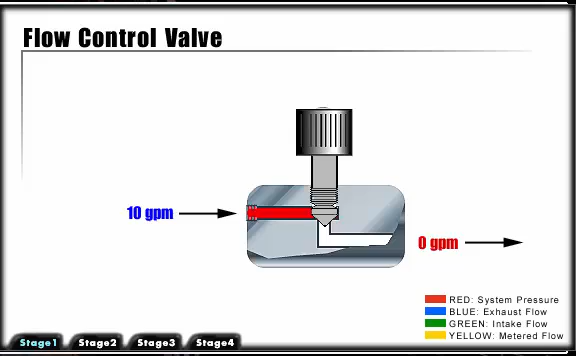 Flow Control Valve
10 gpm
0 gpm
RED: System Pressure
BLUE: Exhaust Flow
GREEN: Intake Flow
YELLOW: Metered Flow
Stage1 Stage2 Stage3 Stage4